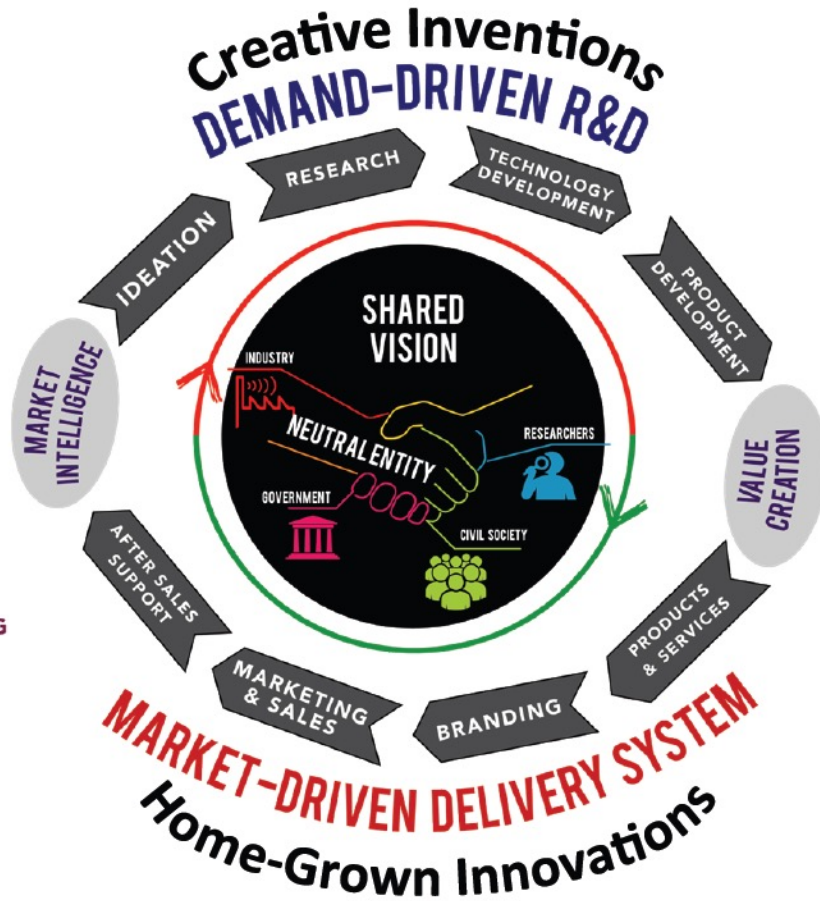 Creative Inventions
DEMAND-DRIVEN R&D
RESEARCH
TECHNOLOGY
DEVELOPMENT
IDEATION
PRODUCT
DEVELOPMENT
MARKET
INTELLIGENCE
VALUE
CREATION
SHARED
VISION
INDUSTRY
NEUTRAL ENTITY
RESEARCHERS
GOVERNMENT
CIVIL SOCIETY
AFTER SALES
SUPPORT
PRODUCTS
& SERVICES
G
MARKETING
& SALES
BRANDING
MARKET-DRIVEN DELIVERY SYSTEM
Home-Grown Innovations